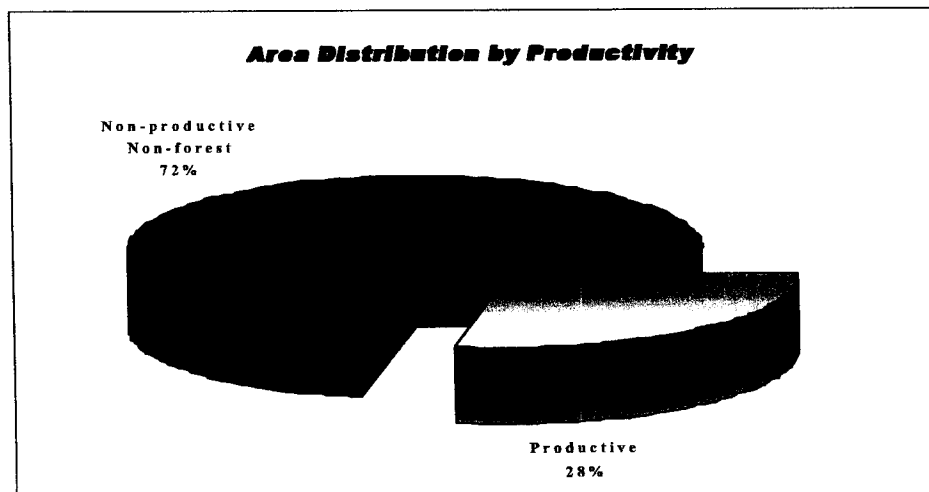 Area Distribution by Productivity
Non-productive
Non-forest
72%
Productive
28%